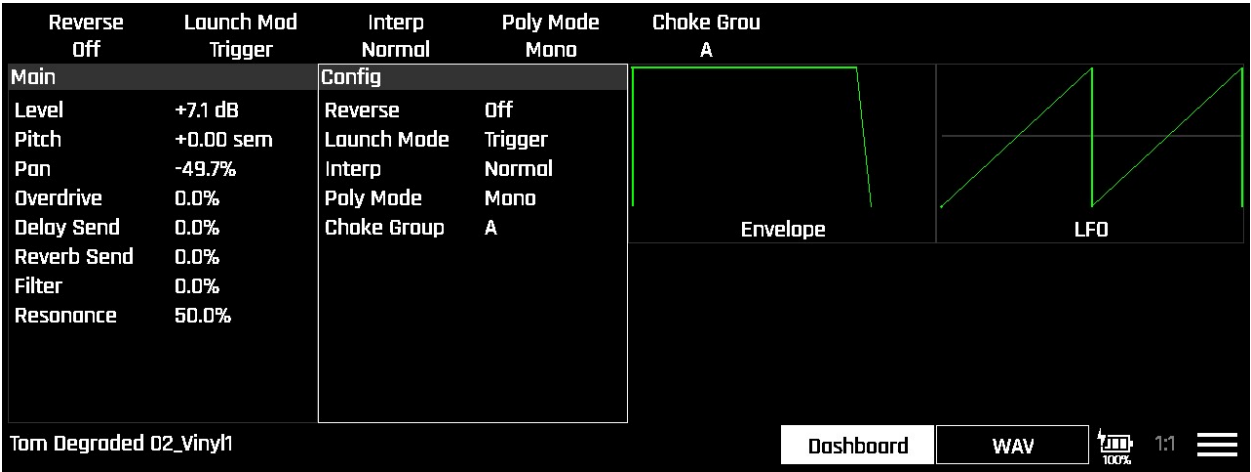 Reverse Launch Mod Interp Poly Mode Choke Grou
Off Trigger Normal Mono A
Main
Level +7.1 dB
Pitch +0.00 sem
Pan -49.7%
Overdrive 0.0%
Delay Send 0.0%
Reverb Send 0.0%
Filter 0.0%
Resonance 50.0%
Config
Reverse Off
Launch Mode Trigger
Interp Normal
Poly Mode Mono
Choke Group A
Envelope
LFO
Tom Degraded 02_Vinyl1
Dashboard
WAV
100%
1:1